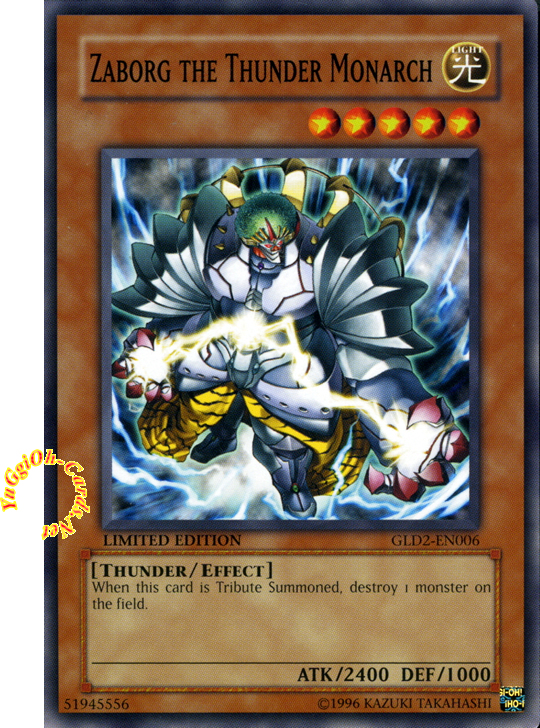 ZABORG THE THUNDER MONARCH
LIGHT
光
YuGgiOh-Cards.Net
LIMITED EDITION
GLD2-EN006
[THUNDER/EFFECT]
When this card is Tribute Summoned, destroy 1 monster on
the field.
ATK/2400 DEF/1000
51945556
©1996 KAZUKI TAKAHASHI